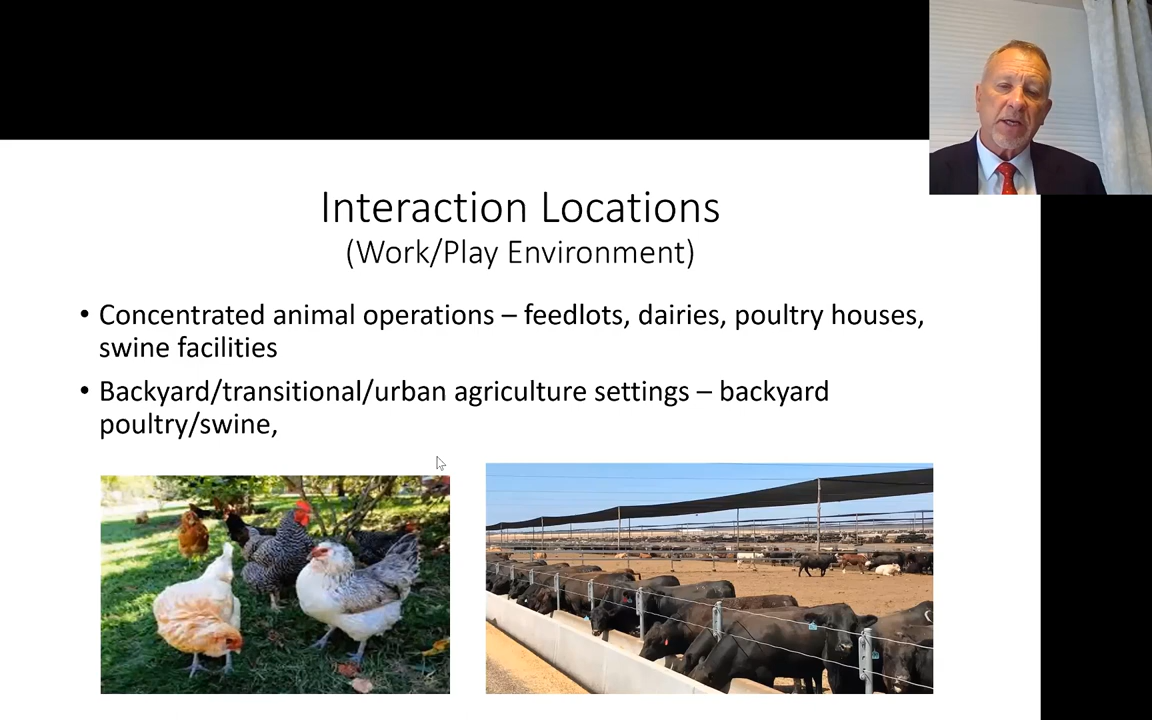 Interaction Locations
(Work/Play Environment)
• Concentrated animal operations – feedlots, dairies, poultry houses,
swine facilities
• Backyard/transitional/urban agriculture settings – backyard
poultry/swine,